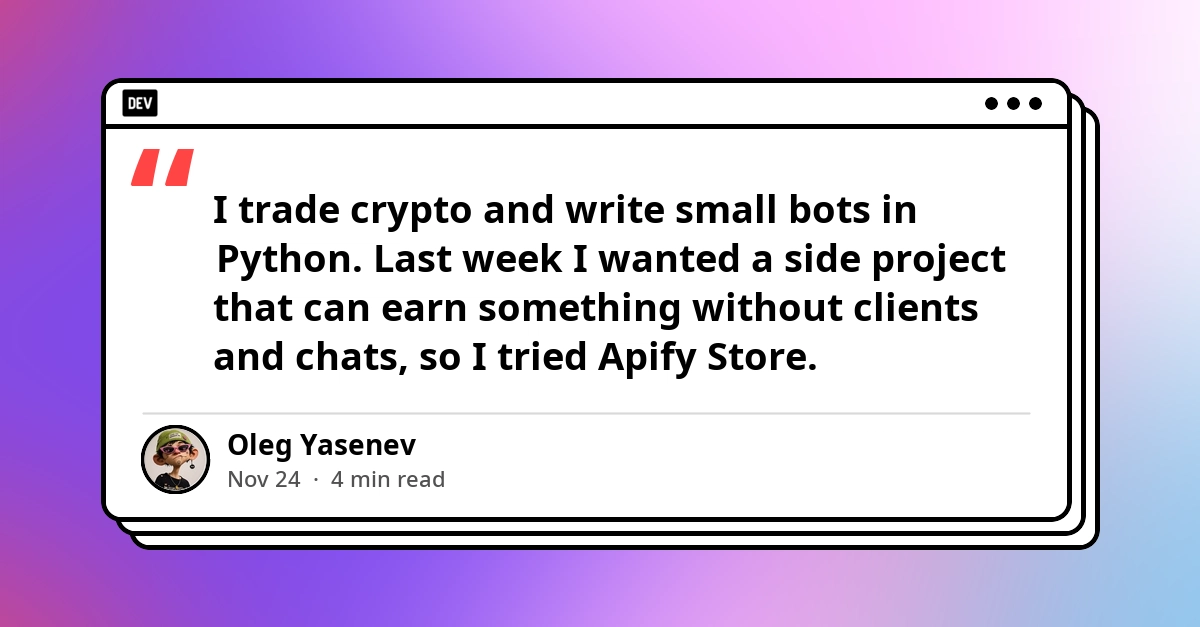 DEV
I trade crypto and write small bots in
Python. Last week I wanted a side project
that can earn something without clients
and chats, so I tried Apify Store.
Oleg Yasenev
Nov 24 · 4 min read